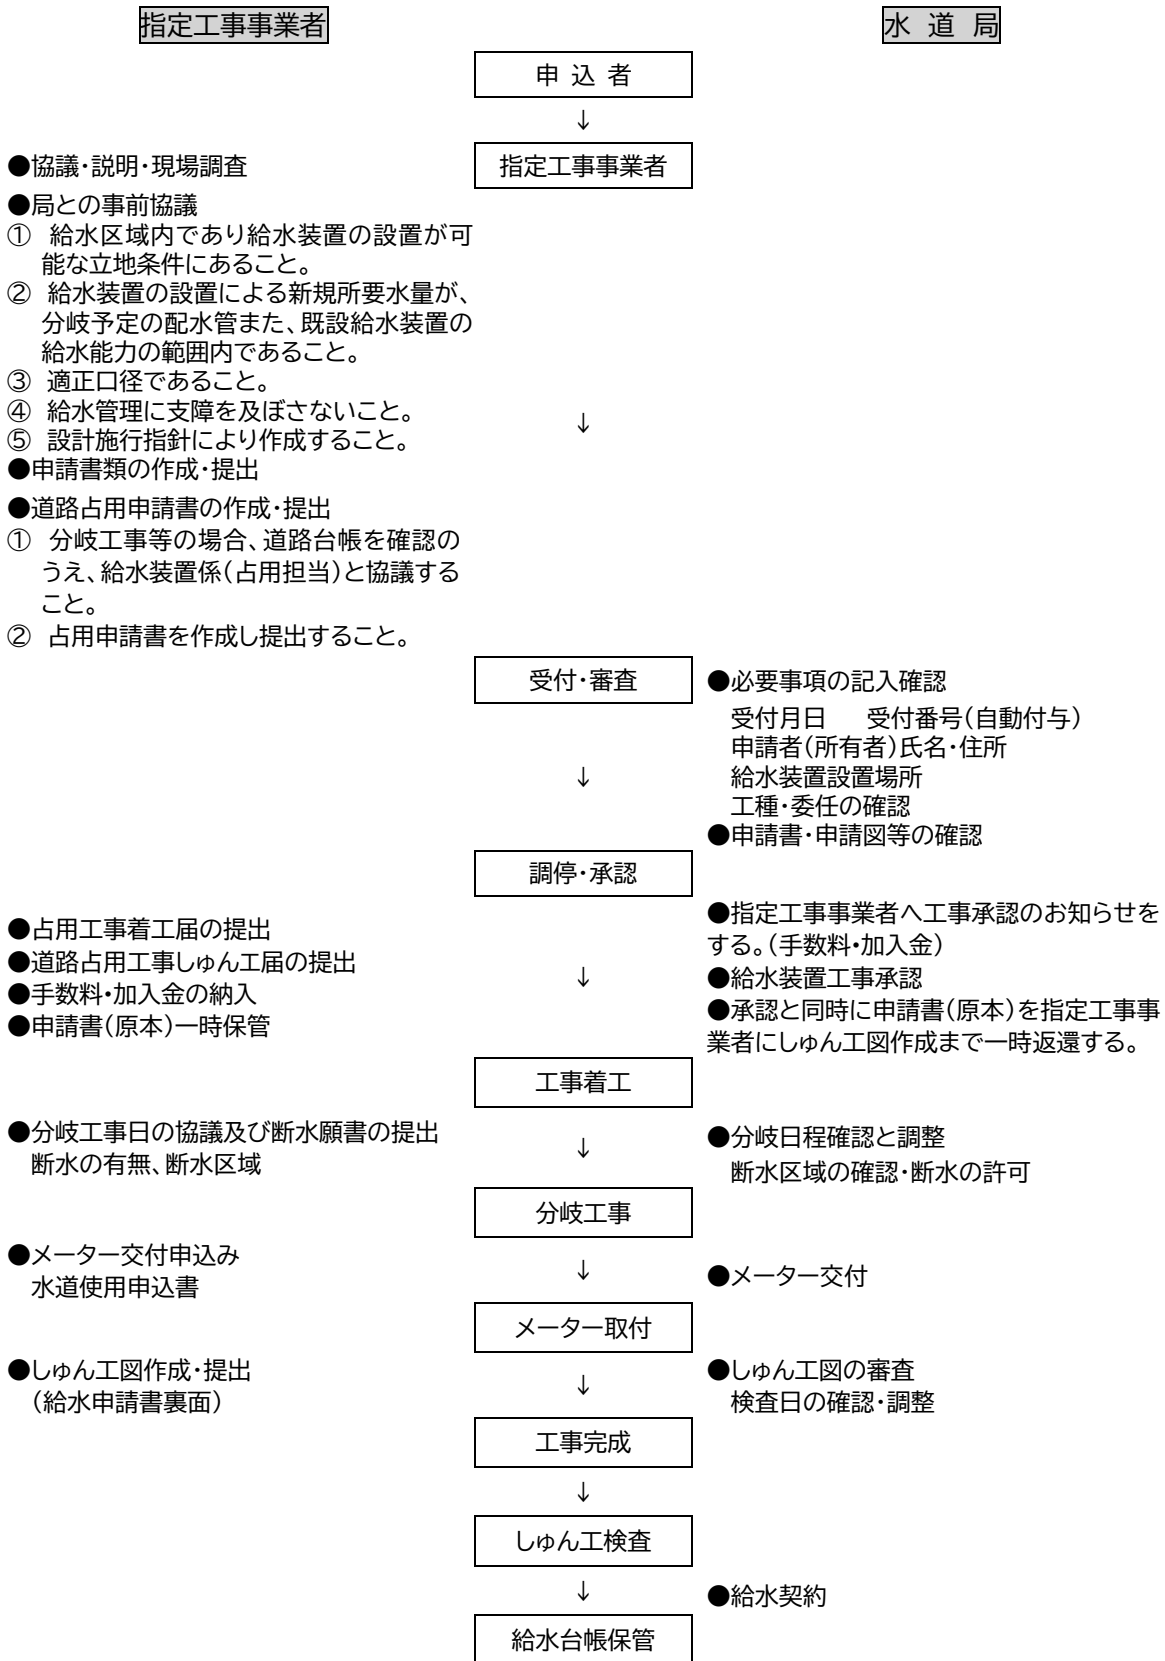 指定工事事業者
水 道 局
申 込 者
↓
●協議・説明・現場調査
指定工事事業者
●局との事前協議
① 給水区域内であり給水装置の設置が可
能な立地条件にあること。
② 給水装置の設置による新規所要水量が、
分岐予定の配水管また、既設給水装置の
給水能力の範囲内であること。
③ 適正口径であること。
④ 給水管理に支障を及ぼさないこと。
⑤ 設計施行指針により作成すること。
↓
●申請書類の作成・提出
●道路占用申請書の作成・提出
① 分岐工事等の場合、道路台帳を確認の
うえ、給水装置係(占用担当)と協議する
こと。
② 占用申請書を作成し提出すること。
受付・審査
●必要事項の記入確認
受付月日 受付番号(自動付与)
申請者(所有者)氏名・住所
給水装置設置場所
工種・委任の確認
●申請書・申請図等の確認
↓
調停・承認
●占用工事着工届の提出
●道路占用工事しゅん工届の提出
●手数料・加入金の納入
●申請書(原本)一時保管
↓
●指定工事事業者へ工事承認のお知らせを
する。(手数料・加入金)
●給水装置工事承認
●承認と同時に申請書(原本)を指定工事事
業者にしゅん工図作成まで一時返還する。
工事着工
●分岐工事日の協議及び断水願書の提出
断水の有無、断水区域
↓
●分岐日程確認と調整
断水区域の確認・断水の許可
分岐工事
●メーター交付申込み
水道使用申込書
↓
●メーター交付
メーター取付
●しゅん工図作成・提出
(給水申請書裏面)
↓
●しゅん工図の審査
検査日の確認・調整
工事完成
↓
しゅん工検査
↓
●給水契約
給水台帳保管